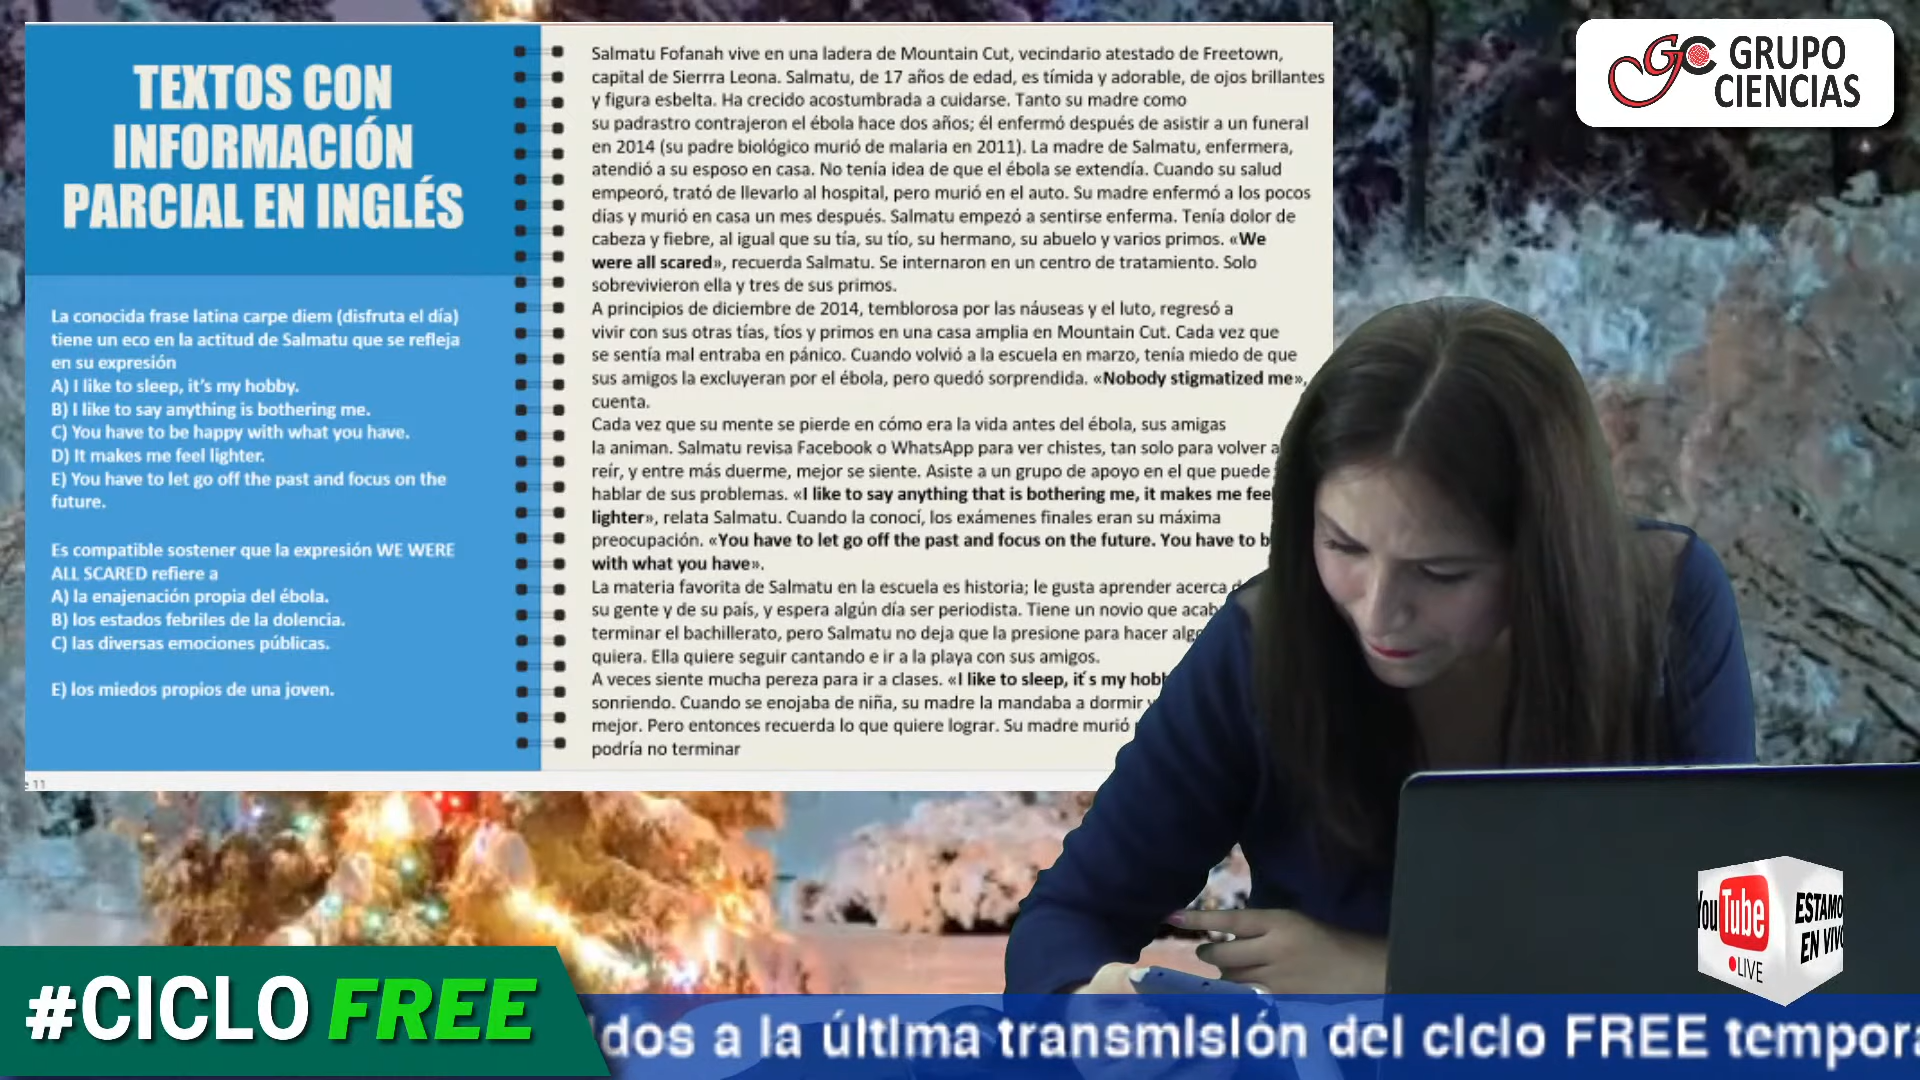 TEXTOS CON
INFORMACIÓN
PARCIAL EN INGLÉS
La conocida frase latina carpe diem (disfruta el día)
tiene un eco en la actitud de Salmatu que se refleja
en su expresión
A) I like to sleep, it's my hobby.
B) I like to say anything is bothering me.
C) You have to be happy with what you have.
D) It makes me feel lighter.
E) You have to let go off the past and focus on the
future.
Es compatible sostener que la expresión WE WERE
ALL SCARED refiere a
A) la enajenación propia del ébola.
B) los estados febriles de la dolencia.
C) las diversas emociones públicas.
E) los miedos propios de una joven.
11
Salmatu Fofanah vive en una ladera de Mountain Cut, vecindario atestado de Freetown,
capital de Sierrra Leona. Salmatu, de 17 años de edad, es tímida y adorable, de ojos brillantes
y figura esbelta. Ha crecido acostumbrada a cuidarse. Tanto su madre como
su padrastro contrajeron el ébola hace dos años; él enfermó después de asistir a un funeral
en 2014 (su padre biológico murió de malaria en 2011). La madre de Salmatu, enfermera,
atendió a su esposo en casa. No tenía idea de que el ébola se extendía. Cuando su salud
empeoró, trató de llevarlo al hospital, pero murió en el auto. Su madre enfermó a los pocos
días y murió en casa un mes después. Salmatu empezó a sentirse enferma. Tenía dolor de
cabeza y fiebre, al igual que su tía, su tío, su hermano, su abuelo y varios primos. «We
were all scared», recuerda Salmatu. Se internaron en un centro de tratamiento. Solo
sobrevivieron ella y tres de sus primos.
A principios de diciembre de 2014, temblorosa por las náuseas y el luto, regresó a
vivir con sus otras tías, tíos y primos en una casa amplia en Mountain Cut. Cada vez que
se sentía mal entraba en pánico. Cuando volvió a la escuela en marzo, tenía miedo de que
sus amigos la excluyeran por el ébola, pero quedó sorprendida. «Nobody stigmatized me»,
cuenta.
Cada vez que su mente se pierde en cómo era la vida antes del ébola, sus amigas
la animan. Salmatu revisa Facebook o WhatsApp para ver chistes, tan solo para volver a
reír, y entre más duerme, mejor se siente. Asiste a un grupo de apoyo en el que puede
hablar de sus problemas. «I like to say anything that is bothering me, it makes me fee
lighter», relata Salmatu. Cuando la conocí, los exámenes finales eran su máxima
preocupación. «You have to let go off the past and focus on the future. You have to b
with what you have».
La materia favorita de Salmatu en la escuela es historia; le gusta aprender acerca d
su gente y de su país, y espera algún día ser periodista. Tiene un novio que acab
terminar el bachillerato, pero Salmatu no deja que la presione para hacer alg
quiera. Ella quiere seguir cantando e ir a la playa con sus amigos.
A veces siente mucha pereza para ir a clases. «I like to sleep, it´s my hobb
sonriendo. Cuando se enojaba de niña, su madre la mandaba a dormir y
mejor. Pero entonces recuerda lo que quiere lograr. Su madre murió
podría no terminar
GC GRUPO
CIENCIAS
YouTube
LIVE
ESTAMO
EN VIVO
#CICLO FREE
dos a la última transmisión del ciclo FREE tempora